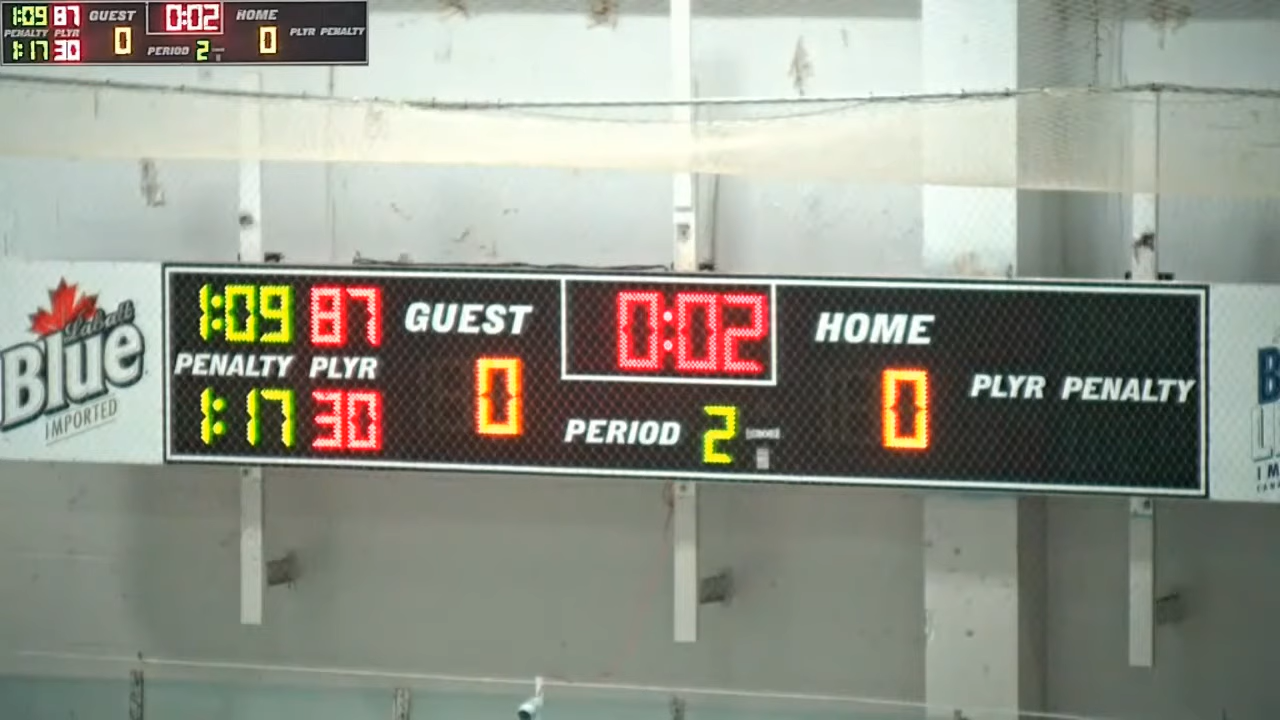 1:09 87 GUEST 0:02 HOME
PENALTY PLYR 0 0 PLYR PENALTY
1:17 30 PERIOD 2
Labatt
Blue
IMPORTED
1:09 87 GUEST 0:02 HOME
PENALTY PLYR 0 0 PLYR PENALTY
1:17 30 PERIOD 2